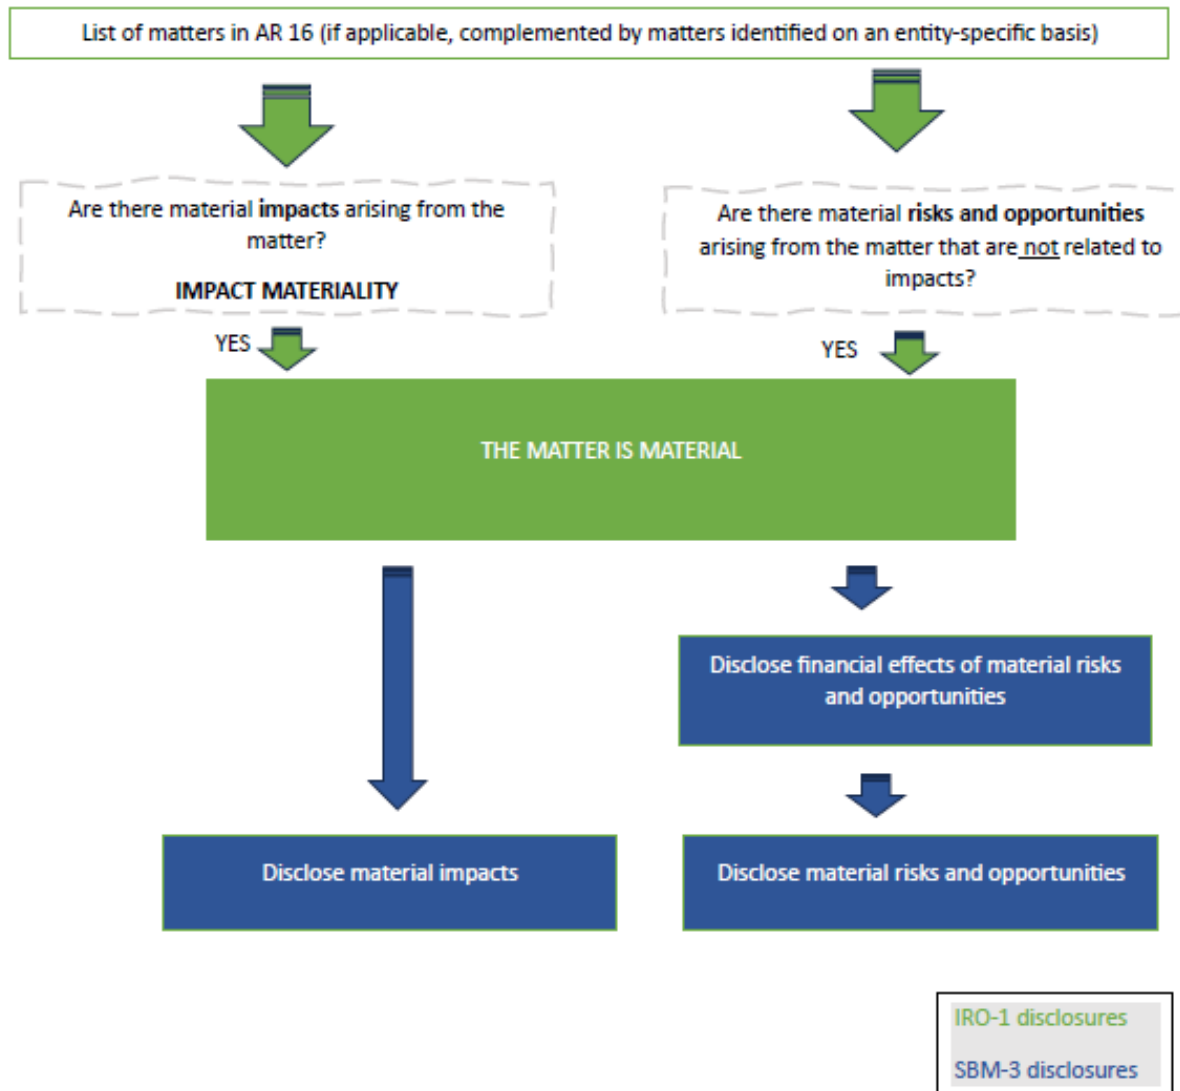 List of matters in AR 16 (if applicable, complemented by matters identified on an entity-specific basis)
Are there material impacts arising from the
matter?
IMPACT MATERIALITY
Are there material risks and opportunities
arising from the matter that are not related to
impacts?
YES
YES
THE MATTER IS MATERIAL
Disclose financial effects of material risks
and opportunities
Disclose material impacts
Disclose material risks and opportunities
IRO-1 disclosures
SBM-3 disclosures